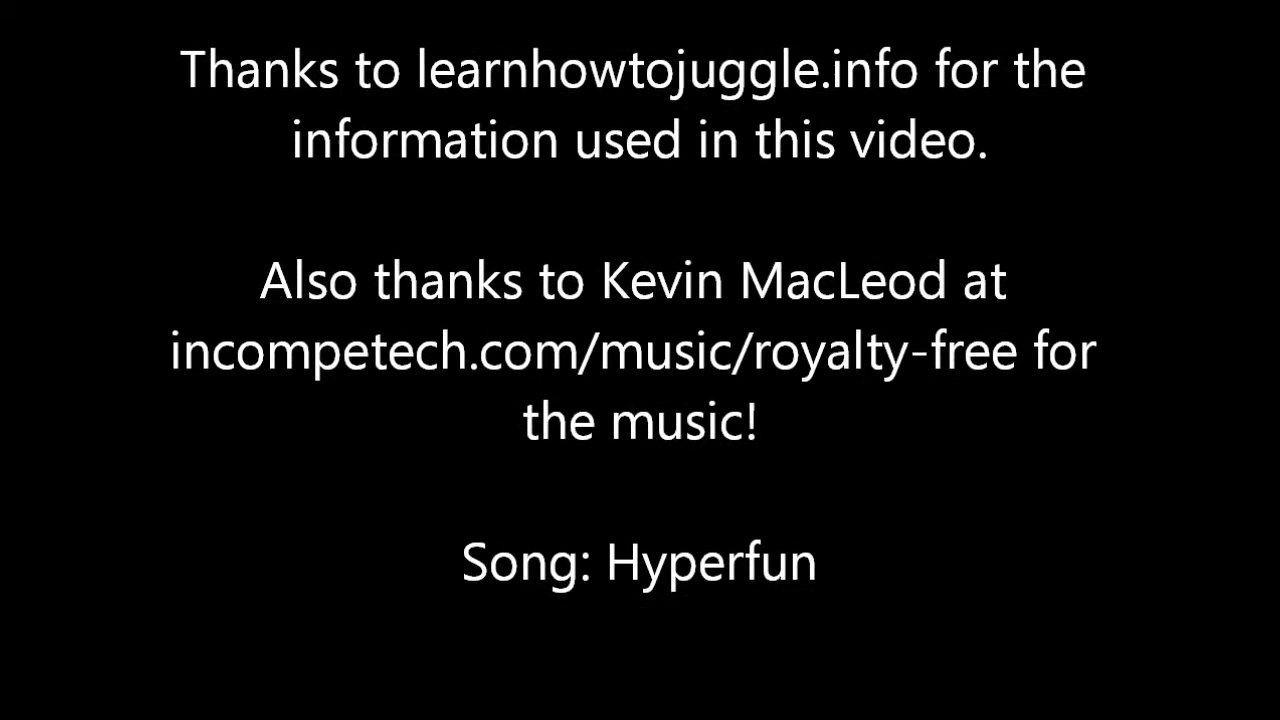 Thanks to learnhowtojuggle.info for the
information used in this video.
Also thanks to Kevin MacLeod at
incompetech.com/music/royalty-free for
the music!
Song: Hyperfun